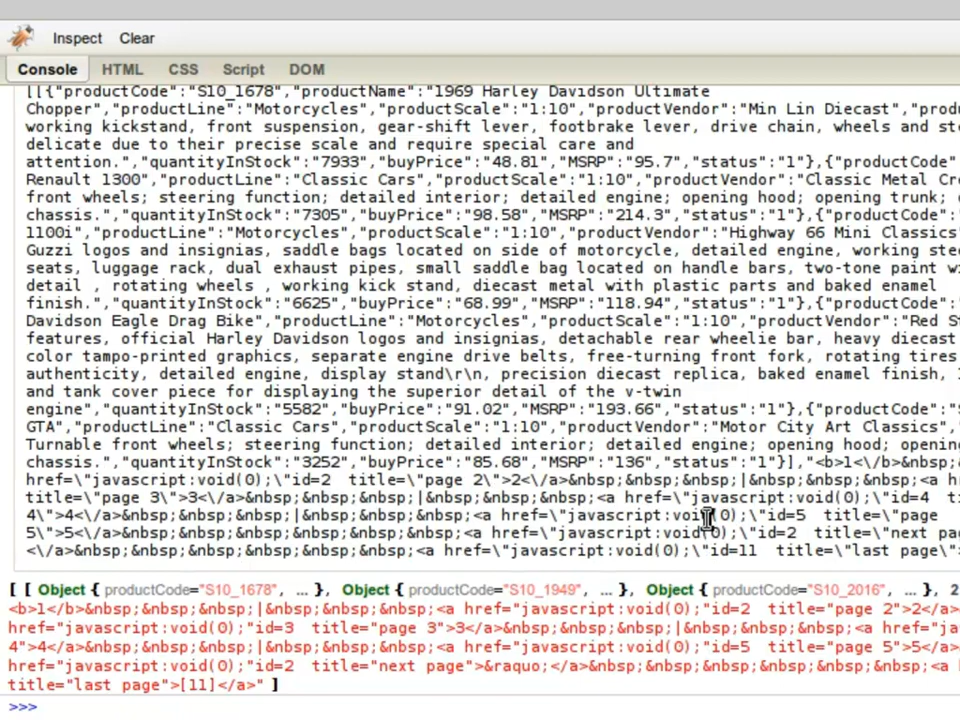 Inspect Clear
Console HTML CSS Script DOM
[[{"productCode":"S10_1678","productName":"1969 Harley Davidson Ultimate
Chopper","productLine":"Motorcycles","productScale":"1:10","productVendor":"Min Lin Diecast","prod
working kickstand, front suspension, gear-shift lever, footbrake lever, drive chain, wheels and ste
delicate due to their precise scale and require special care and
attention.","quantityInStock":"7933","buyPrice":"48.81","MSRP":"95.7","status":"1"},{"productCode"
Renault 1300","productLine":"Classic Cars","productScale":"1:10","productVendor":"Classic Metal Cre
front wheels; steering function; detailed interior; detailed engine; opening hood; opening trunk;
chassis.","quantityInStock":"7305","buyPrice":"98.58","MSRP":"214.3","status":"1"},{"productCode":
1100i","productLine":"Motorcycles","productScale":"1:10","productVendor":"Highway 66 Mini Classics"
Guzzi logos and insignias, saddle bags located on side of motorcycle, detailed engine, working stee
seats, luggage rack, dual exhaust pipes, small saddle bag located on handle bars, two-tone paint wi
detail , rotating wheels , working kick stand, diecast metal with plastic parts and baked enamel
finish.","quantityInStock":"6625","buyPrice":"68.99","MSRP":"118.94","status":"1"},{"productCode":
Davidson Eagle Drag Bike","productLine":"Motorcycles","productScale":"1:10","productVendor":"Red St
features, official Harley Davidson logos and insignias, detachable rear wheelie bar, heavy diecast
color tampo-printed graphics, separate engine drive belts, free-turning front fork, rotating tires
authenticity, detailed engine, display stand\r\n, precision diecast replica, baked enamel finish, 1
and tank cover piece for displaying the superior detail of the v-twin
engine","quantityInStock":"5582","buyPrice":"91.02","MSRP":"193.66","status":"1"},{"productCode":"S
GTA","productLine":"Classic Cars","productScale":"1:10","productVendor":"Motor City Art Classics","
Turnable front wheels; steering function; detailed interior; detailed engine; opening hood; opening
chassis.","quantityInStock":"3252","buyPrice":"85.68","MSRP":"136","status":"1"}],"<b>1<\/b>&nbsp;&
href=\"javascript:void(0);\"id=2  title=\"page 2\">2<\/a>&nbsp;&nbsp;&nbsp;|&nbsp;&nbsp;&nbsp;<a h
title=\"page 3\">3<\/a>&nbsp;&nbsp;&nbsp;|&nbsp;&nbsp;&nbsp;<a href=\"javascript:void(0);\"id=4  t
4\">4<\/a>&nbsp;&nbsp;&nbsp;|&nbsp;&nbsp;&nbsp;<a href=\"javascript:void(0);\"id=5  title=\"page
5\">5<\/a>&nbsp;&nbsp;&nbsp;&nbsp;&nbsp;<a href=\"javascript:void(0);\"id=2  title=\"next pa
<\/a>&nbsp;&nbsp;&nbsp;&nbsp;&nbsp;<a href=\"javascript:void(0);\"id=11  title=\"last page\">
[ [ Object { productCode="S10_1678", ... }, Object { productCode="S10_1949", ... }, Object { productCode="S10_2016", ... }, 2
<b>1</b>&nbsp;&nbsp;&nbsp;|&nbsp;&nbsp;&nbsp;<a href="javascript:void(0);"id=2  title="page 2">2</a>
href="javascript:void(0);"id=3  title="page 3">3</a>&nbsp;&nbsp;&nbsp;|&nbsp;&nbsp;&nbsp;<a href="ja
4">4</a>&nbsp;&nbsp;&nbsp;|&nbsp;&nbsp;&nbsp;<a href="javascript:void(0);"id=5  title="page 5">5</a>
href="javascript:void(0);"id=2  title="next page">&raquo;</a>&nbsp;&nbsp;&nbsp;&nbsp;&nbsp;<a
title="last page">[11]</a>" ]
>>>